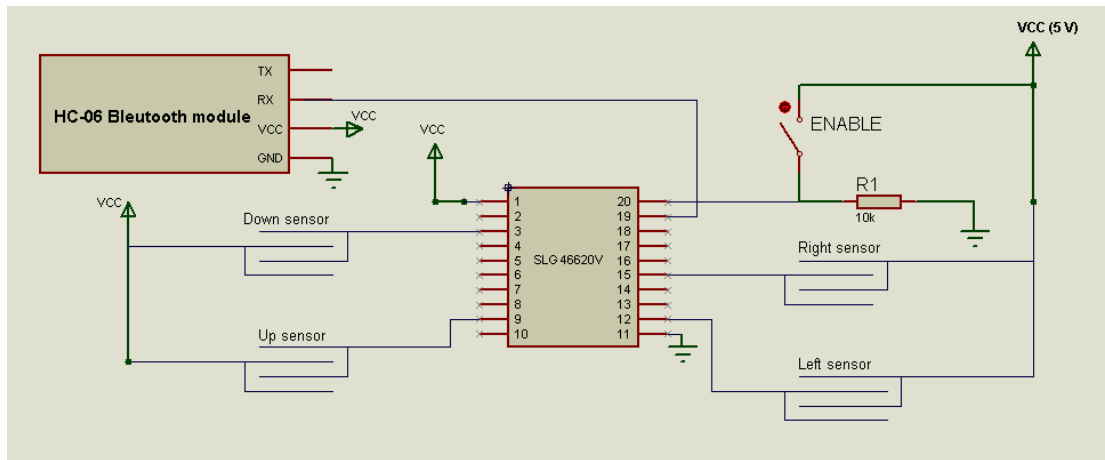 VCC (5 V)
TX
RX
VCC
GND
HC-06 Bleutooth module
VCC
VCC
ENABLE
R1
10k
VCC
Down sensor
Up sensor
SLG 46620V
1
2
3
4
5
6
7
8
9
10
20
19
18
17
16
15
14
13
12
11
Right sensor
Left sensor